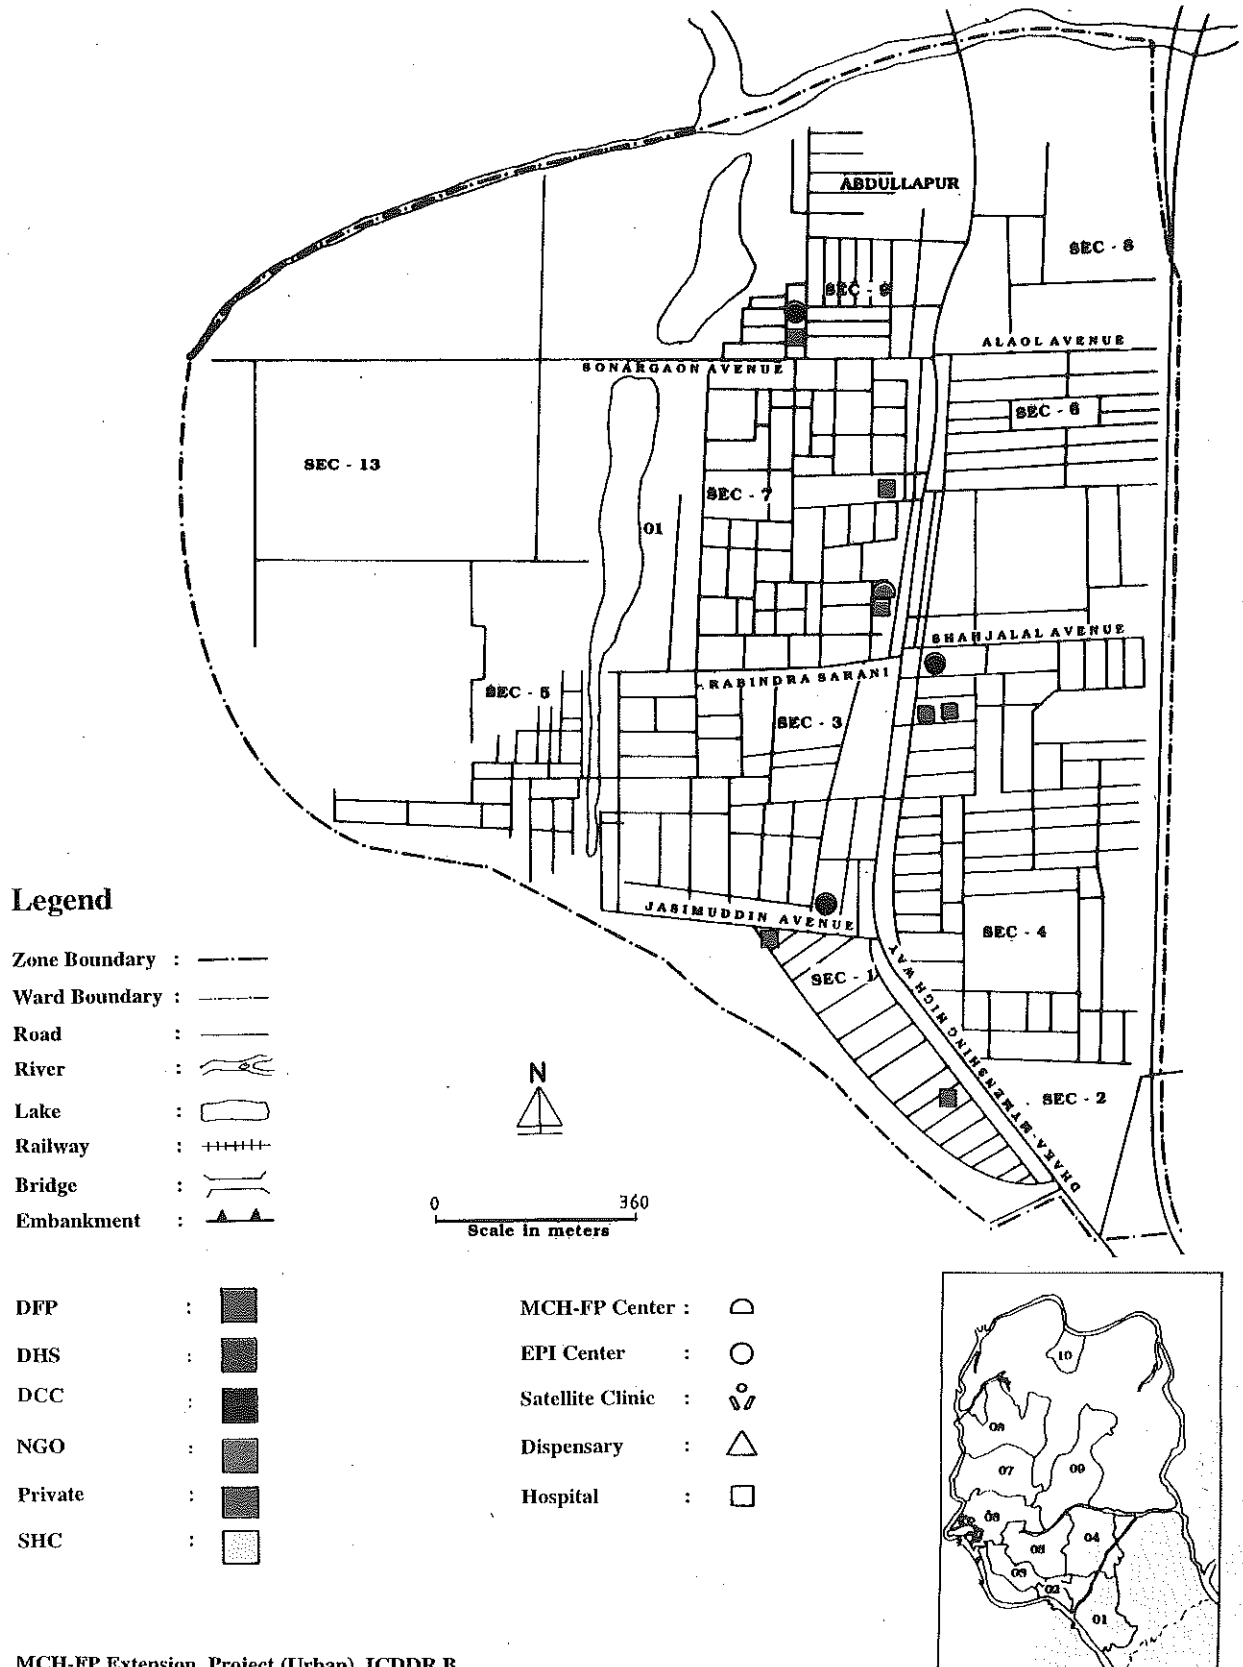 ABDULLAPUR
SEC - 8
SEC - 9
ALAOL AVENUE
SONARGAON AVENUE
SEC - 6
SEC - 13
SEC - 7
01
SHAHJALAL AVENUE
RABINDRA SARANI
SEC - 5
SEC - 3
JASIMUDDIN AVENUE
SEC - 4
SEC - 1
DHAKA-MYMENSHING HIGHWAY
SEC - 2
Legend
Zone Boundary :
Ward Boundary :
Road :
River :
Lake :
Railway :
Bridge :
Embankment :
N
0 360
Scale in meters
DFP :
DHS :
DCC :
NGO :
Private :
SHC :
MCH-FP Center :
EPI Center :
Satellite Clinic :
Dispensary :
Hospital :
10
08
07 09
06
05 04
03
02
01
MCH-FP Extension Project (Urban), ICDDR,B